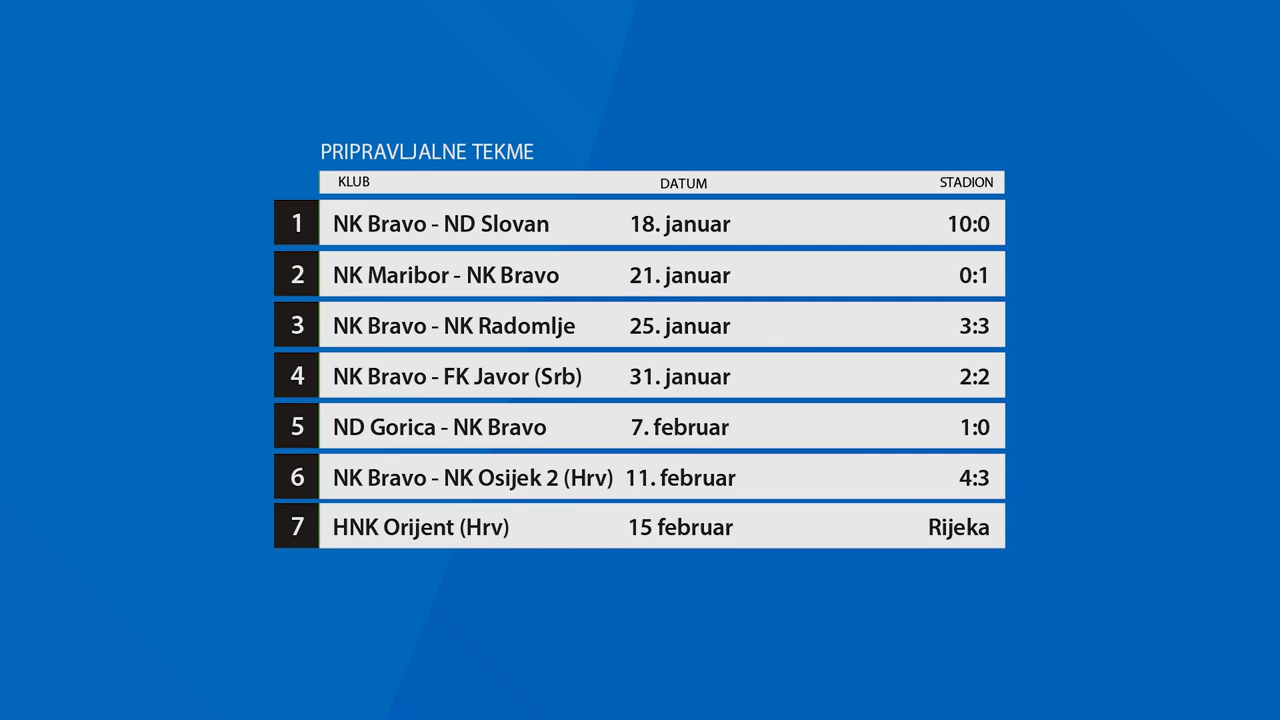 PRIPRAVLJALNE TEKME
KLUB DATUM STADION
1 NK Bravo - ND Slovan 18. januar 10:0
2 NK Maribor - NK Bravo 21. januar 0:1
3 NK Bravo - NK Radomlje 25. januar 3:3
4 NK Bravo - FK Javor (Srb) 31. januar 2:2
5 ND Gorica - NK Bravo 7. februar 1:0
6 NK Bravo - NK Osijek 2 (Hrv) 11. februar 4:3
7 HNK Orijent (Hrv) 15 februar Rijeka